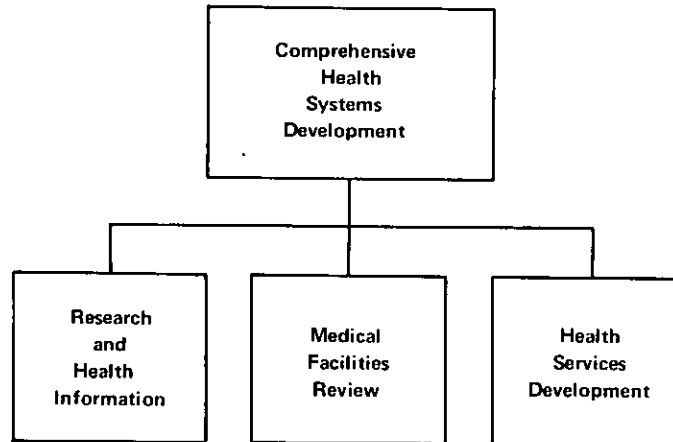 Comprehensive
Health
Systems
Development
Research
and
Health
Information
Medical
Facilities
Review
Health
Services
Development